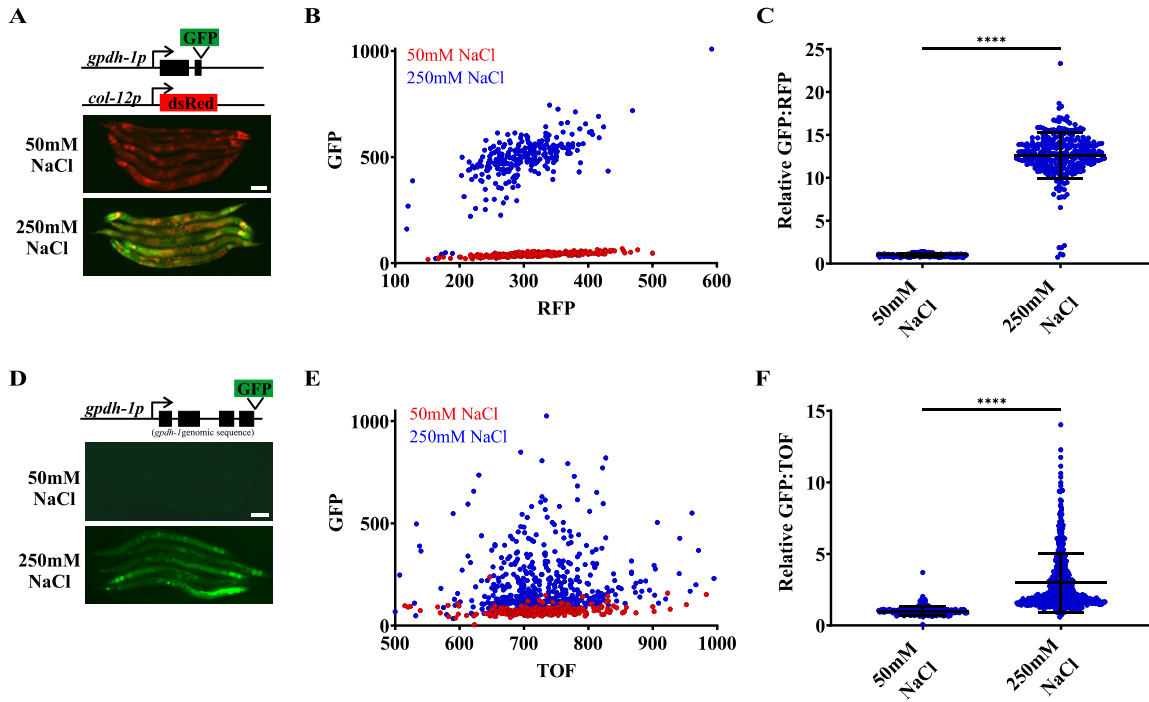 A
gpdh-1p
GFP
col-12p
dsRed
50mM
NaCl
250mM
NaCl
B
GFP
1000
500
0
50mM NaCl
250mM NaCl
100 200 300 400 500 600
RFP
C
Relative GFP:RFP
25
20
15
10
5
0
****
50mM
NaCl
250mM
NaCl
D
gpdh-1p
GFP
(gpdh-1genomic sequence)
50mM
NaCl
250mM
NaCl
E
GFP
1000
500
0
50mM NaCl
250mM NaCl
500 600 700 800 900 1000
TOF
F
Relative GFP:TOF
15
10
5
0
****
50mM
NaCl
250mM
NaCl